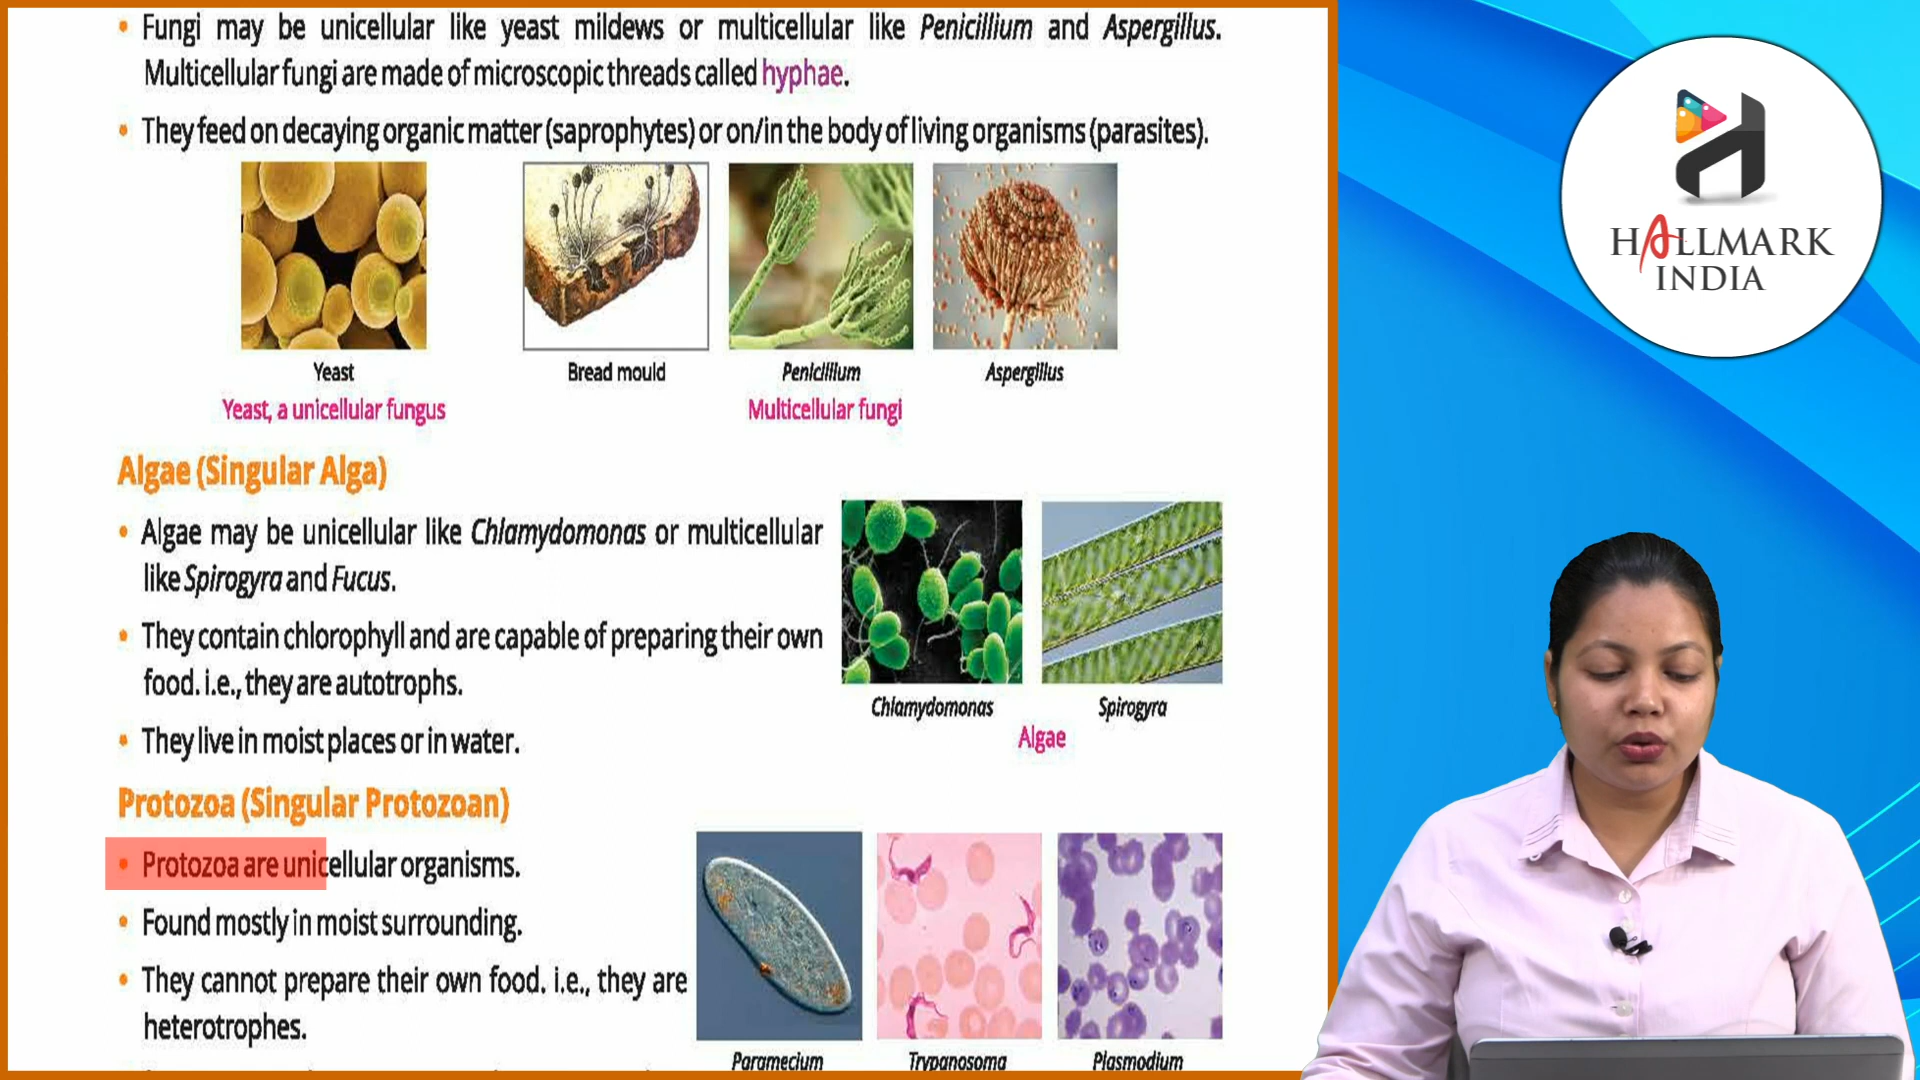 • Fungi may be unicellular like yeast mildews or multicellular like Penicillium and Aspergillus.
Multicellular fungi are made of microscopic threads called hyphae.
• They feed on decaying organic matter (saprophytes) or on/in the body of living organisms (parasites).
Yeast
Bread mould
Penicillium
Aspergillus
Yeast, a unicellular fungus
Multicellular fungi
Algae (Singular Alga)
• Algae may be unicellular like Chlamydomonas or multicellular
like Spirogyra and Fucus.
• They contain chlorophyll and are capable of preparing their own
food. i.e., they are autotrophs.
• They live in moist places or in water.
Chlamydomonas
Spirogyra
Algae
Protozoa (Singular Protozoan)
• Protozoa are unicellular organisms.
• Found mostly in moist surrounding.
• They cannot prepare their own food. i.e., they are
heterotrophes.
Paramecium
Trypanosoma
Plasmodium
HALLMARK
INDIA